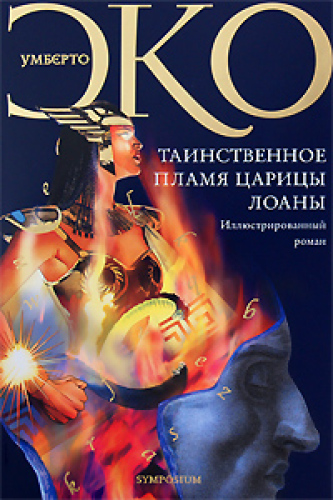 УМБЕРТО
ЭКО
ТАИНСТВЕННОЕ
ПЛАМЯ ЦАРИЦЫ
ЛОАНЫ
Иллюстрированный
роман
SYMPOSIUM